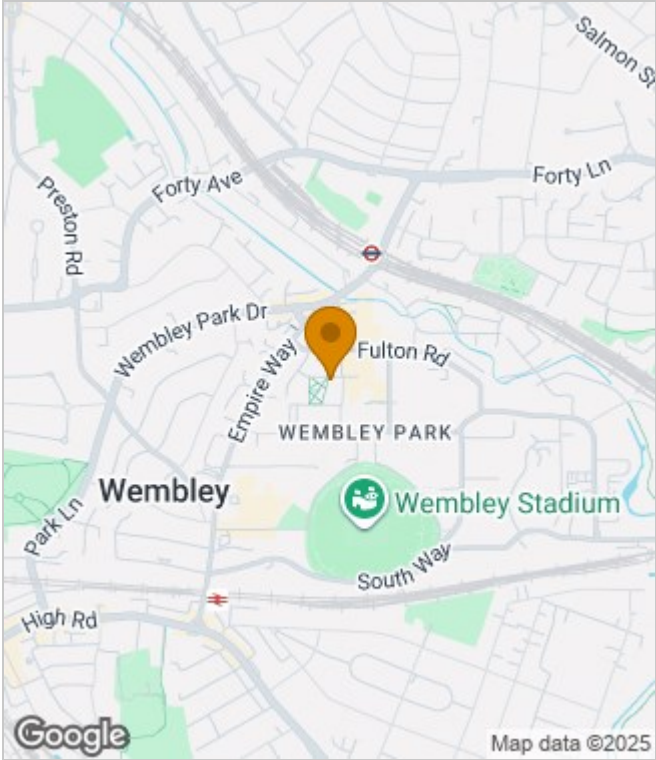 Salmon St
Forty Ln
Forty Ave
Preston Rd
Wembley Park Dr
Empire Way
Fulton Rd
WEMBLEY PARK
Wembley
Wembley Stadium
Park Ln
South Way
High Rd
Google
Map data ©2025